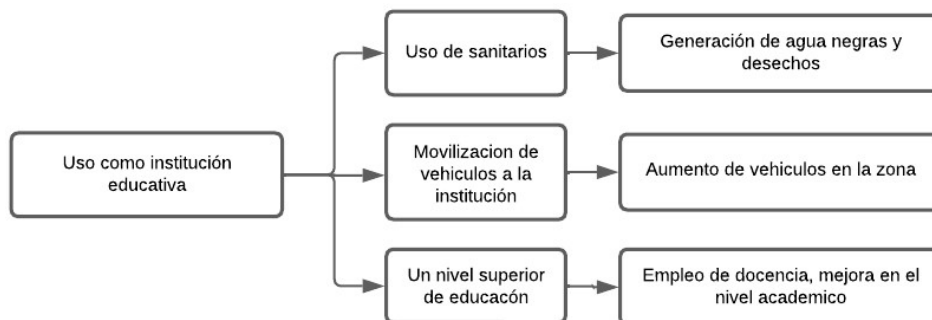 Uso de sanitarios
Generación de agua negras y
desechos
Uso como institución
educativa
Movilizacion de
vehiculos a la
institución
Aumento de vehiculos en la zona
Un nivel superior
de educacón
Empleo de docencia, mejora en el
nivel academico